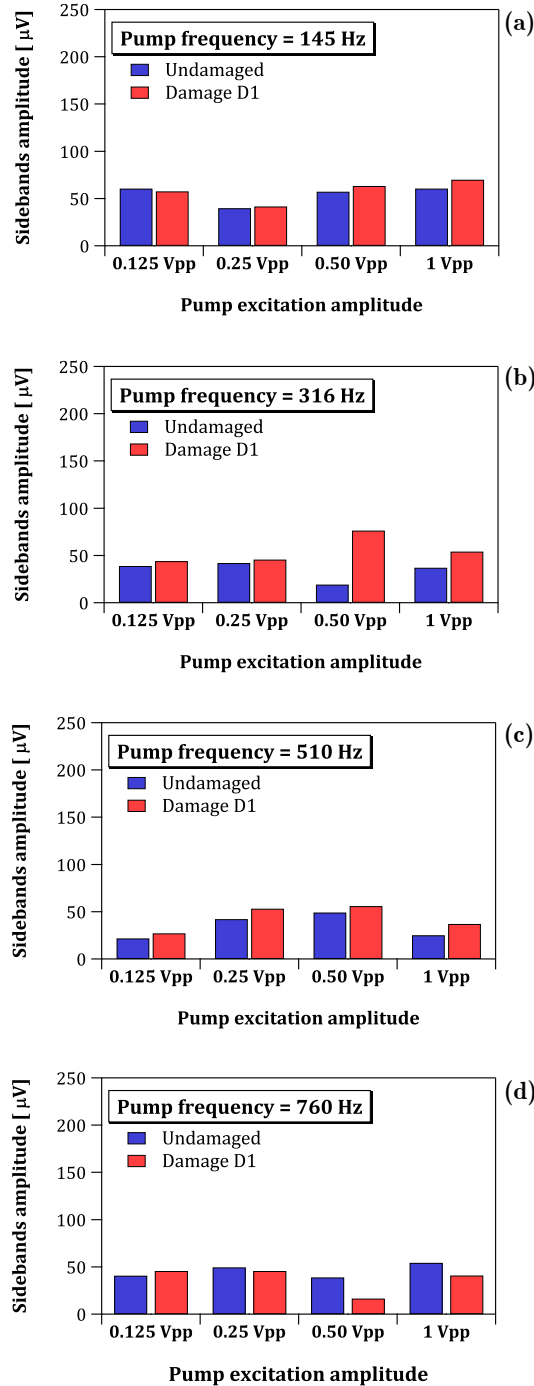 (a)
Pump frequency = 145 Hz
Undamaged
Damage D1
Sidebands amplitude [ μV]
250
200
150
100
50
0
0.125 Vpp 0.25 Vpp 0.50 Vpp 1 Vpp
Pump excitation amplitude
(b)
Pump frequency = 316 Hz
Undamaged
Damage D1
Sidebands amplitude [ μV]
250
200
150
100
50
0
0.125 Vpp 0.25 Vpp 0.50 Vpp 1 Vpp
Pump excitation amplitude
(c)
Pump frequency = 510 Hz
Undamaged
Damage D1
Sidebands amplitude [ μV]
250
200
150
100
50
0
0.125 Vpp 0.25 Vpp 0.50 Vpp 1 Vpp
Pump excitation amplitude
(d)
Pump frequency = 760 Hz
Undamaged
Damage D1
Sidebands amplitude [ μV]
250
200
150
100
50
0
0.125 Vpp 0.25 Vpp 0.50 Vpp 1 Vpp
Pump excitation amplitude